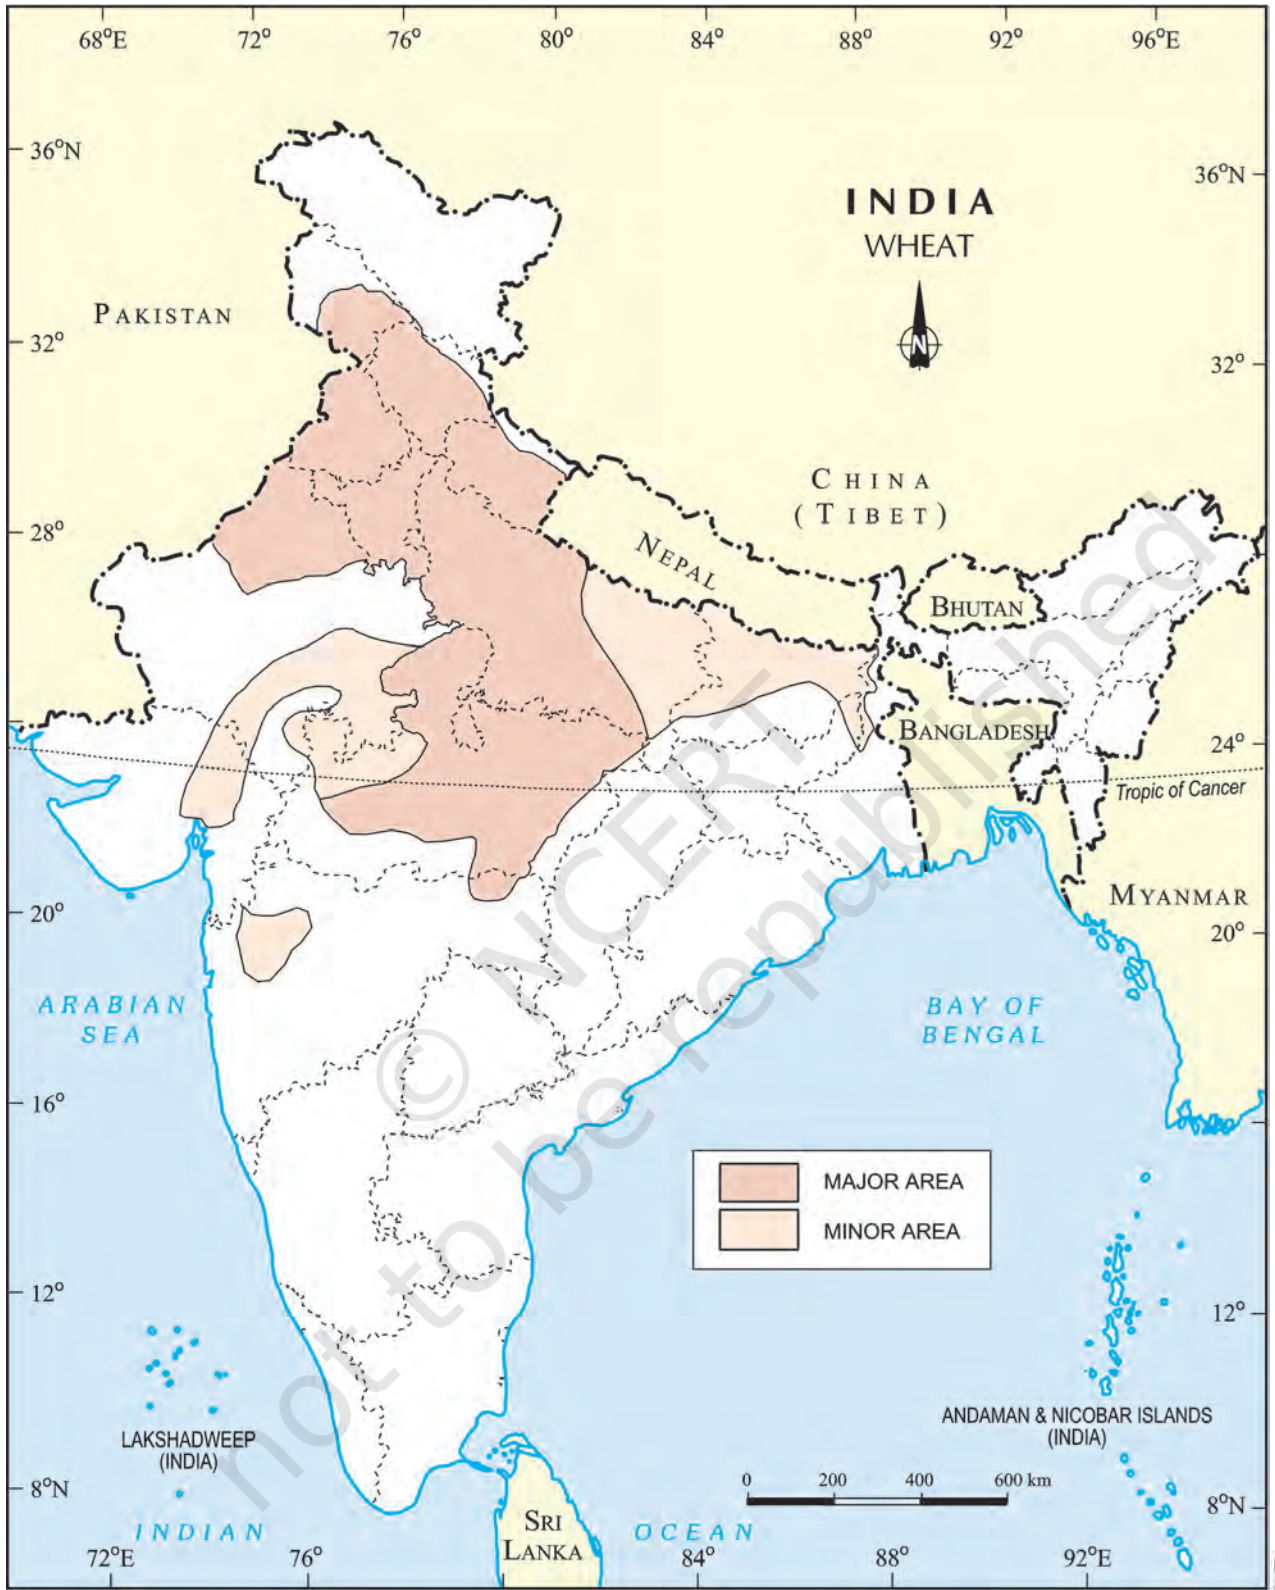 68°E 72° 76° 80° 84° 88° 92° 96°E
36°N
36°N
INDIA
WHEAT
N
PAKISTAN
32°
32°
CHINA
(TIBET)
28°
NEPAL
BHUTAN
BANGLADESH
24°
Tropic of Cancer
MYANMAR
20°
20°
ARABIAN
SEA
BAY OF
BENGAL
16°
MAJOR AREA
MINOR AREA
12°
12°
LAKSHADWEEP
(INDIA)
ANDAMAN & NICOBAR ISLANDS
(INDIA)
0 200 400 600 km
8°N
8°N
SRI
LANKA
INDIAN OCEAN
72°E 76° 84° 88° 92°E
© NCERT
not to be republished